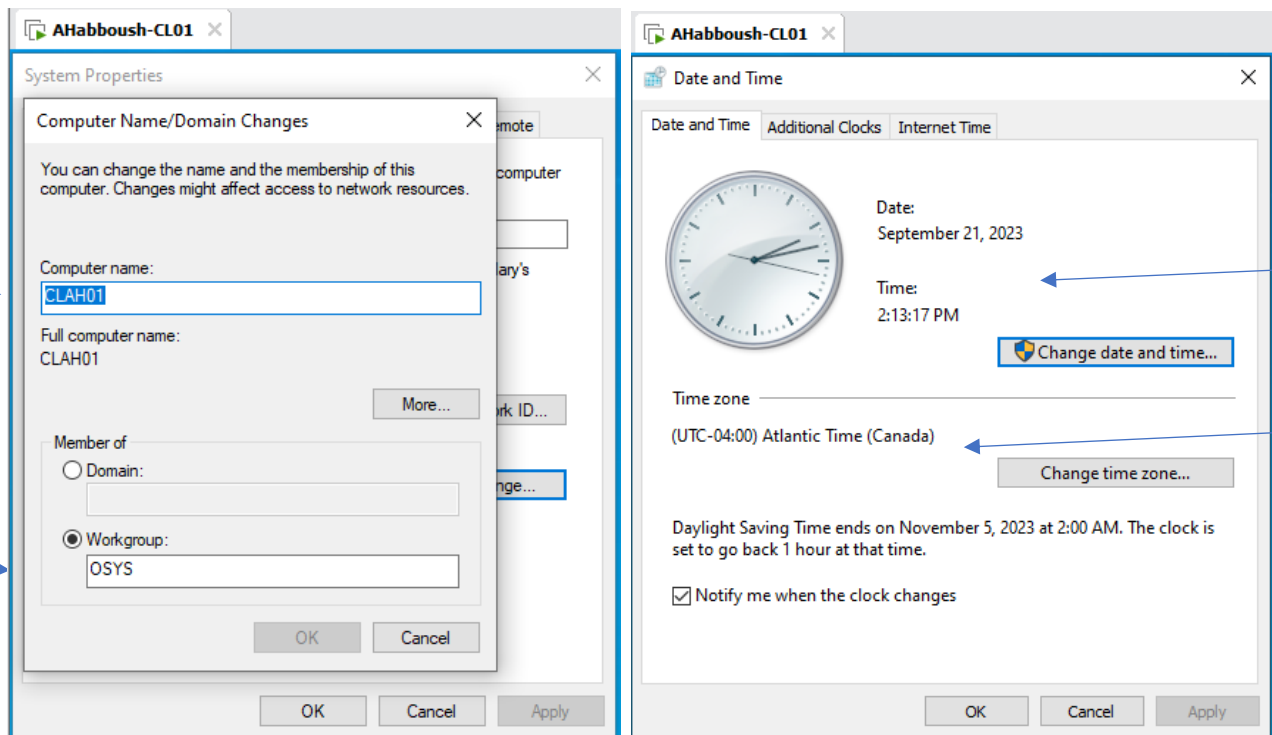 AHabboush-CL01
System Properties
Computer Name/Domain Changes
emote
You can change the name and the membership of this
computer. Changes might affect access to network resources.
computer
Computer name:
ary's
CLAH01
Full computer name:
CLAH01
More...
rk ID...
Member of
Domain:
nge...
Workgroup:
OSYS
OK
Cancel
OK
Cancel
Apply
AHabboush-CL01
Date and Time
Date and Time
Additional Clocks
Internet Time
Date:
September 21, 2023
Time:
2:13:17 PM
Change date and time...
Time zone
(UTC-04:00) Atlantic Time (Canada)
Change time zone...
Daylight Saving Time ends on November 5, 2023 at 2:00 AM. The clock is
set to go back 1 hour at that time.
Notify me when the clock changes
OK
Cancel
Apply